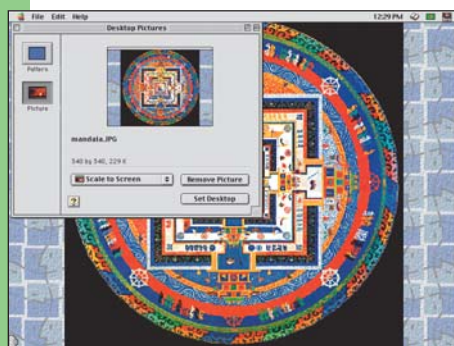 File Edit Help 12:29 PM
Desktop Pictures
Pattern
Picture
mandala.JPG
540 by 540, 229 K
Scale to Screen
Remove Picture
?
Set Desktop